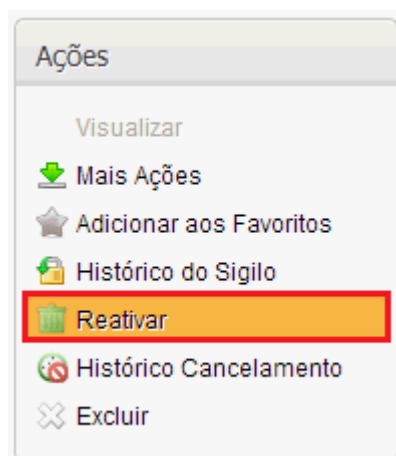 Ações
Visualizar
Mais Ações
Adicionar aos Favoritos
Histórico do Sigilo
Reativar
Histórico Cancelamento
Excluir